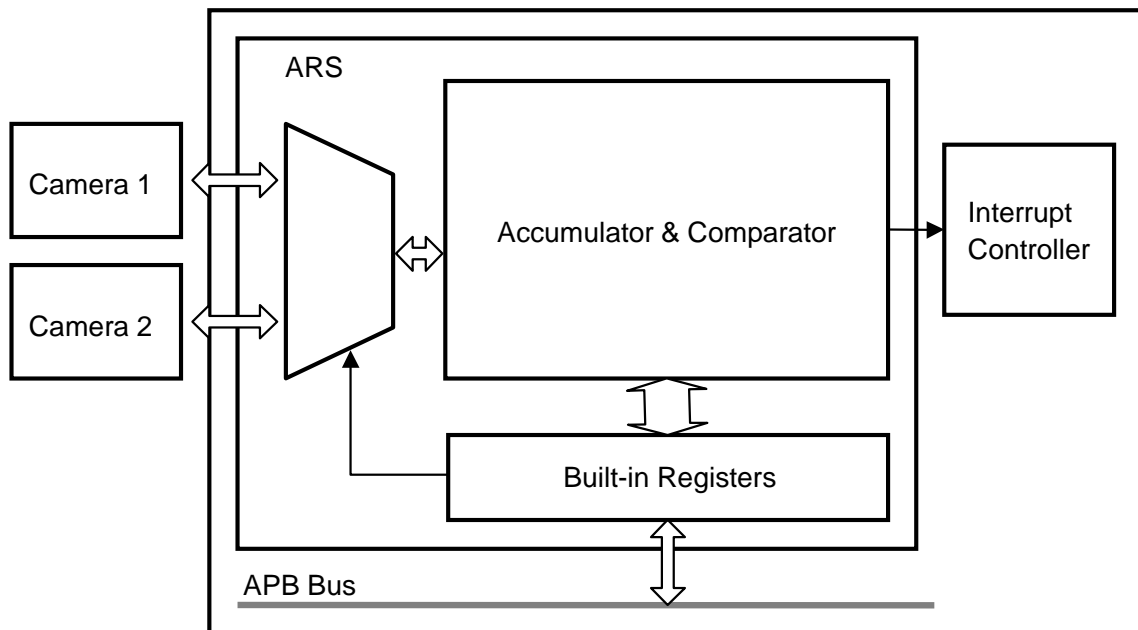 ARS
Camera 1
Camera 2
Accumulator & Comparator
Interrupt
Controller
Built-in Registers
APB Bus